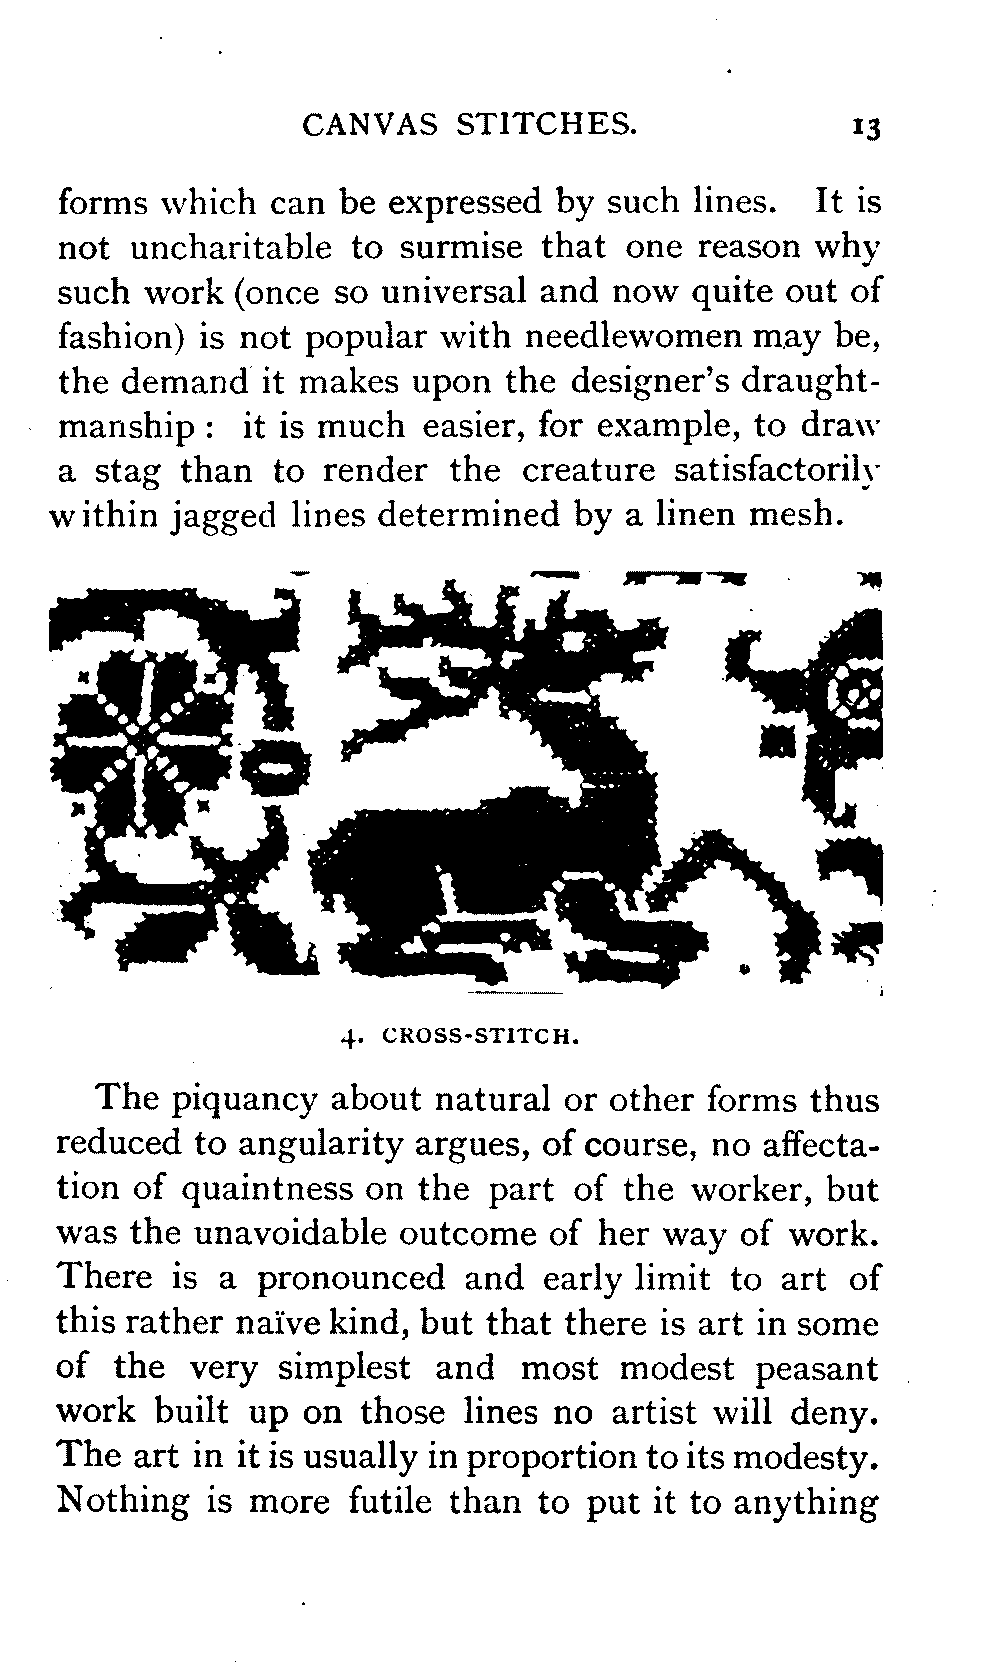 CANVAS STITCHES. 13
forms which can be expressed by such lines. It is
not uncharitable to surmise that one reason why
such work (once so universal and now quite out of
fashion) is not popular with needlewomen may be,
the demand it makes upon the designer's draught-
manship : it is much easier, for example, to draw
a stag than to render the creature satisfactorily
within jagged lines determined by a linen mesh.
4. CROSS-STITCH.
The piquancy about natural or other forms thus
reduced to angularity argues, of course, no affecta-
tion of quaintness on the part of the worker, but
was the unavoidable outcome of her way of work.
There is a pronounced and early limit to art of
this rather naïve kind, but that there is art in some
of the very simplest and most modest peasant
work built up on those lines no artist will deny.
The art in it is usually in proportion to its modesty.
Nothing is more futile than to put it to anything